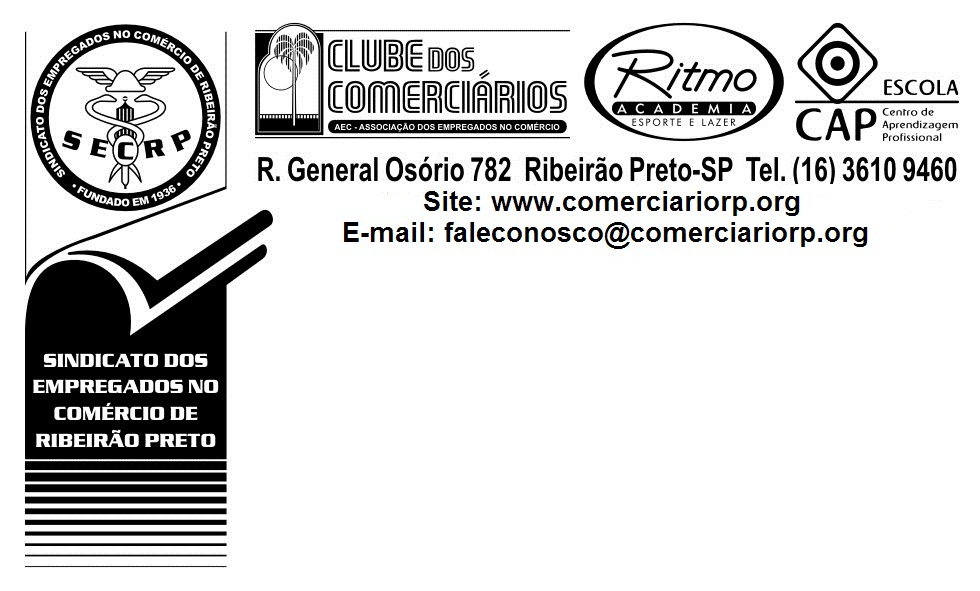 SINDICATO DOS EMPREGADOS NO COMÉRCIO DE RIBEIRÃO PRETO
SECRP
• FUNDADO EM 1936 •
CLUBE DOS
COMERCIÁRIOS
AEC - ASSOCIAÇÃO DOS EMPREGADOS NO COMÉRCIO
Ritmo
ACADEMIA
ESPORTE E LAZER
ESCOLA
CAP
Centro de
Aprendizagem
Profissional
R. General Osório 782 Ribeirão Preto-SP Tel. (16) 3610 9460
Site: www.comerciariorp.org
E-mail: faleconosco@comerciariorp.org
SINDICATO DOS
EMPREGADOS NO
COMÉRCIO DE
RIBEIRÃO PRETO